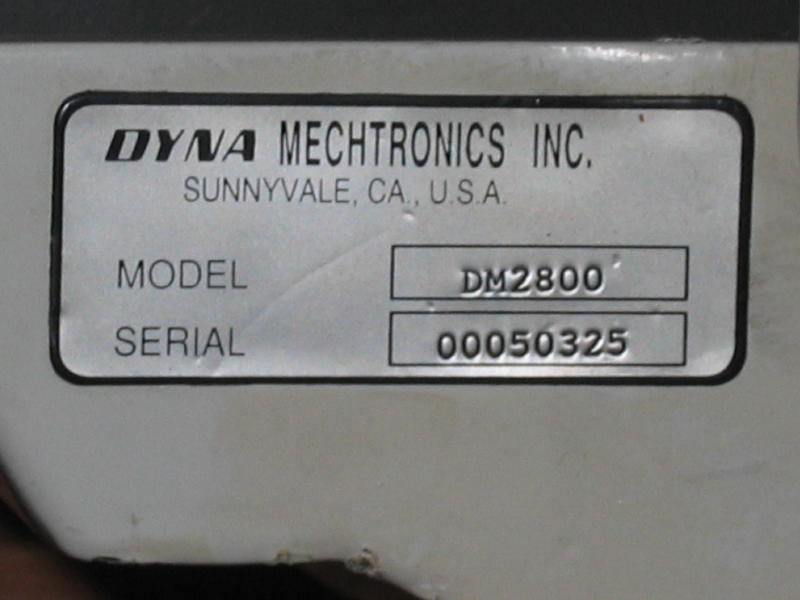 DYNA MECHTRONICS INC.
SUNNYVALE, CA., U.S.A.
MODEL DM2800
SERIAL 00050325